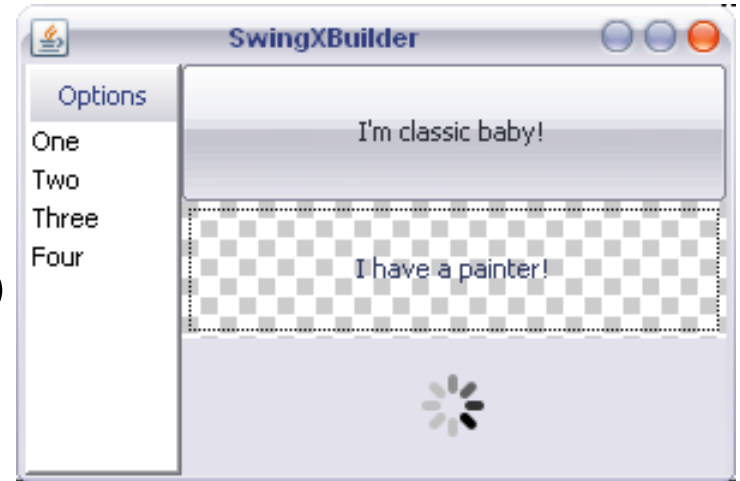 SwingXBuilder
Options
One
Two
Three
Four
I'm classic baby!
I have a painter!
)